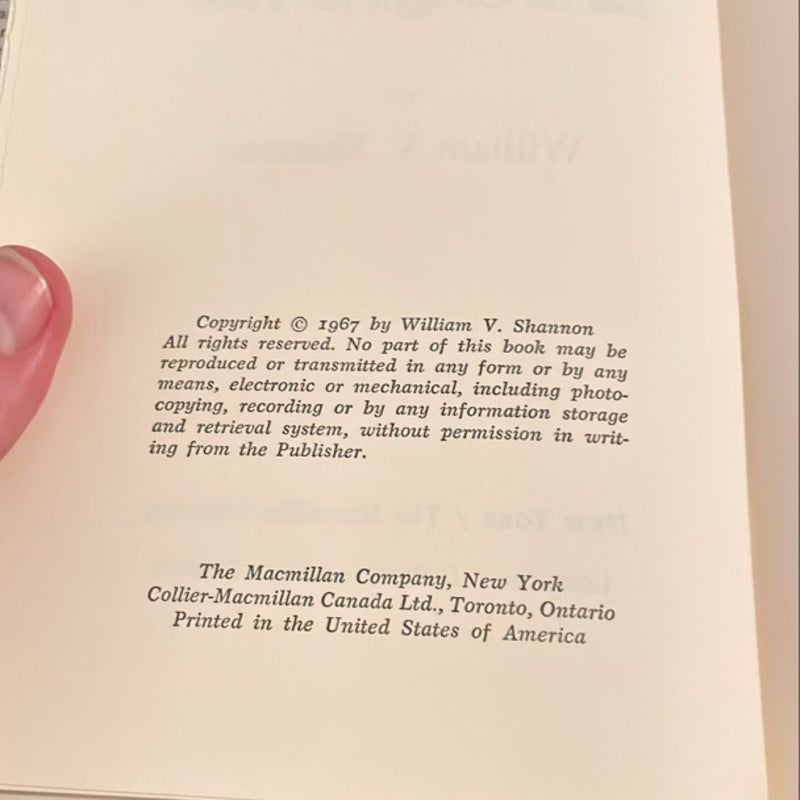 Copyright © 1967 by William V. Shannon
All rights reserved. No part of this book may be
reproduced or transmitted in any form or by any
means, electronic or mechanical, including photo-
copying, recording or by any information storage
and retrieval system, without permission in writ-
ing from the Publisher.
The Macmillan Company, New York
Collier-Macmillan Canada Ltd., Toronto, Ontario
Printed in the United States of America